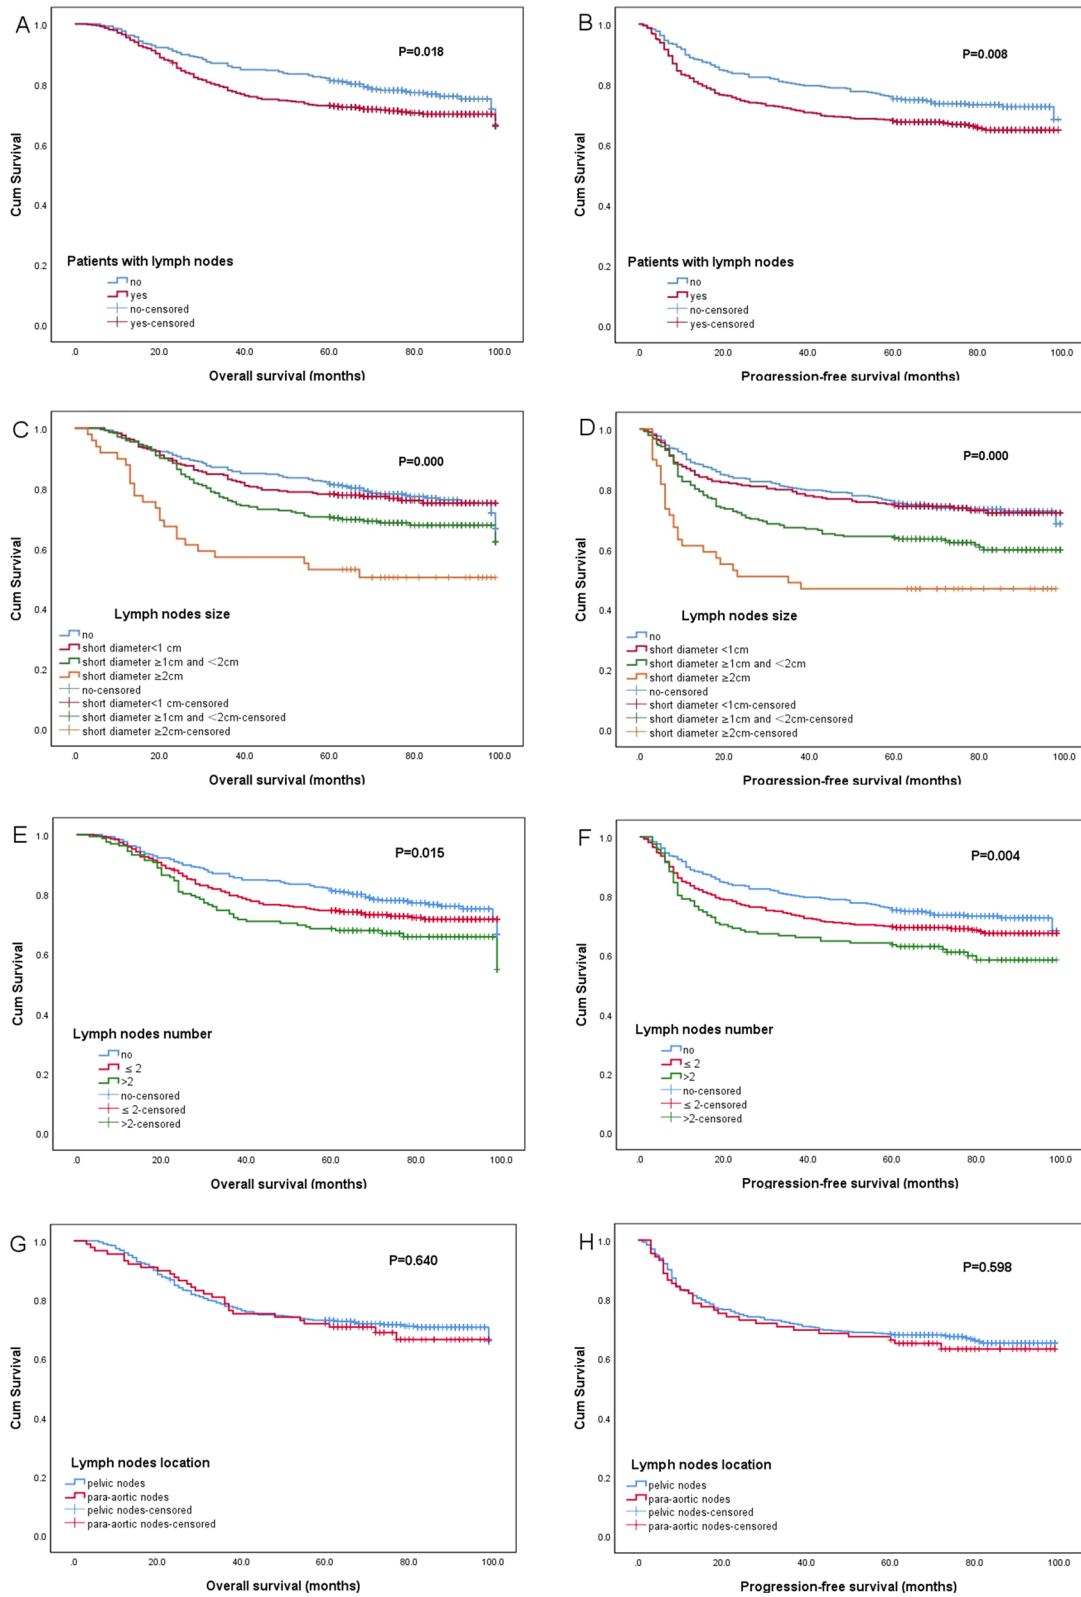 A
1.0
0.8
0.6
0.4
0.2
0.0
Cum Survival
P=0.018
Patients with lymph nodes
no
yes
no-censored
yes-censored
.0 20.0 40.0 60.0 80.0 100.0
Overall survival (months)
B
1.0
0.8
0.6
0.4
0.2
0.0
Cum Survival
P=0.008
Patients with lymph nodes
no
yes
no-censored
yes-censored
.0 20.0 40.0 60.0 80.0 100.0
Progression-free survival (months)
C
1.0
0.8
0.6
0.4
0.2
0.0
Cum Survival
P=0.000
Lymph nodes size
no
short diameter<1 cm
short diameter ≥1cm and <2cm
short diameter ≥2cm
no-censored
short diameter<1 cm-censored
short diameter ≥1cm and <2cm-censored
short diameter ≥2cm-censored
.0 20.0 40.0 60.0 80.0 100.0
Overall survival (months)
D
1.0
0.8
0.6
0.4
0.2
0.0
Cum Survival
P=0.000
Lymph nodes size
no
short diameter <1cm
short diameter ≥1cm and <2cm
short diameter ≥2cm
no-censored
short diameter <1cm-censored
short diameter ≥1cm and <2cm-censored
short diameter ≥2cm-censored
.0 20.0 40.0 60.0 80.0 100.0
Progression-free survival (months)
E
1.0
0.8
0.6
0.4
0.2
0.0
Cum Survival
P=0.015
Lymph nodes number
no
≤ 2
>2
no-censored
≤ 2-censored
>2-censored
.0 20.0 40.0 60.0 80.0 100.0
Overall survival (months)
F
1.0
0.8
0.6
0.4
0.2
0.0
Cum Survival
P=0.004
Lymph nodes number
no
≤ 2
>2
no-censored
≤ 2-censored
>2-censored
.0 20.0 40.0 60.0 80.0 100.0
Progression-free survival (months)
G
1.0
0.8
0.6
0.4
0.2
0.0
Cum Survival
P=0.640
Lymph nodes location
pelvic nodes
para-aortic nodes
pelvic nodes-censored
para-aortic nodes-censored
.0 20.0 40.0 60.0 80.0 100.0
Overall survival (months)
H
1.0
0.8
0.6
0.4
0.2
0.0
Cum Survival
P=0.598
Lymph nodes location
pelvic nodes
para-aortic nodes
pelvic nodes-censored
para-aortic nodes-censored
.0 20.0 40.0 60.0 80.0 100.0
Progression-free survival (months)